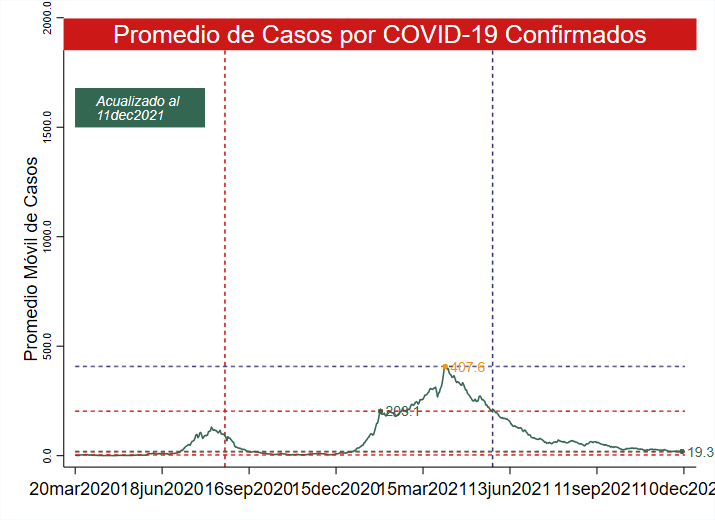 Promedio de Casos por COVID-19 Confirmados
Acualizado al
11dec2021
Promedio Móvil de Casos
2000.0
1500.0
1000.0
500.0
0.0
407.6
19.3
20mar2020
18jun2020
16sep2020
15dec2020
15mar2021
13jun2021
11sep2021
10dec202